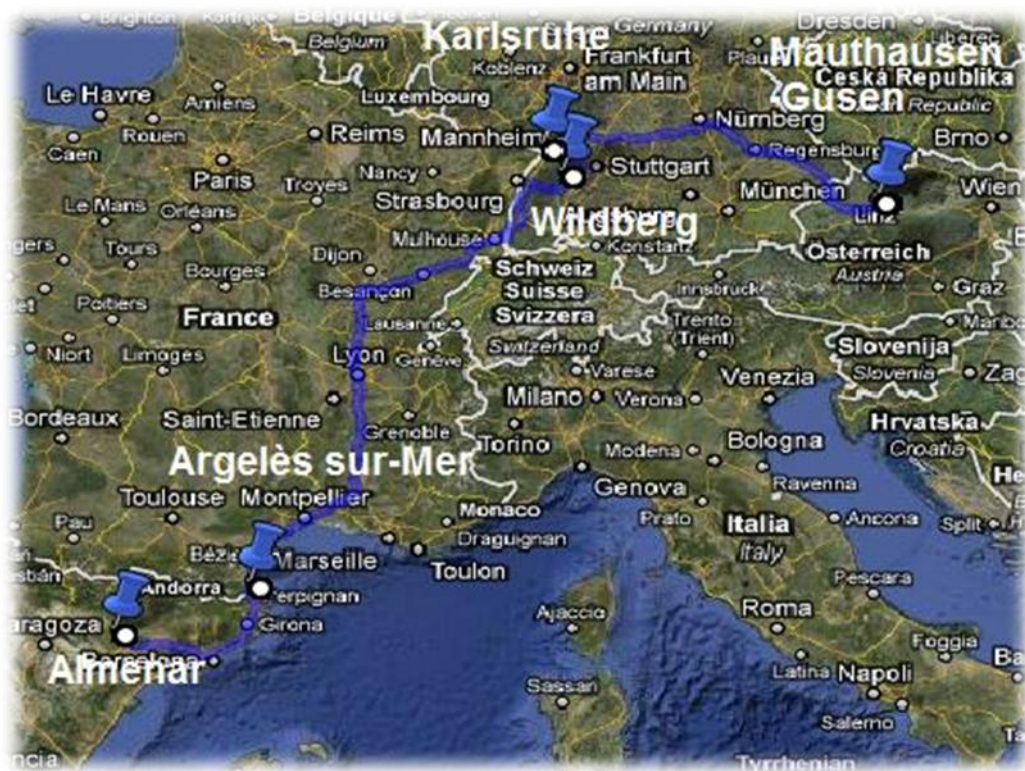 Brighton
Belgique
Belgium
Germany
Dresden
Liberec
Karlsruhe
Koblenz
Frankfurt
am Main
Mauthausen
Gusen
Česká Republika
Republic
Le Havre
Amiens
Luxembourg
Rouen
Caen
Reims
Mannheim
Nürnberg
Brno
Paris
Nancy
Stuttgart
Regensburg
Troyes
Strasbourg
München
Linz
Wien
Le Mans
Orléans
Wildberg
Tours
Dijon
Mulhouse
Konstanz
Österreich
Austria
Bourges
Besançon
Schweiz
Suisse
Svizzera
Switzerland
Innsbruck
Graz
Poitiers
France
Lausanne
Trento
(Trient)
Niort
Limoges
Lyon
Genève
Varese
Slovenija
Slovenia
Venezia
Bordeaux
Saint-Etienne
Milano
Verona
Hrvatska
Croatia
Grenoble
Torino
Modena
Bologna
Argelès sur-Mer
Genova
Ravenna
Toulouse
Montpellier
Monaco
Prato
Italia
Italy
Ancona
Split
Pau
Draguignan
Marseille
Toulon
Andorra
Pescara
Girona
Ajaccio
Roma
Foggia
Almenar
Barcelona
Latina
Napoli
Sassari
Salerno
Tyrrhenian